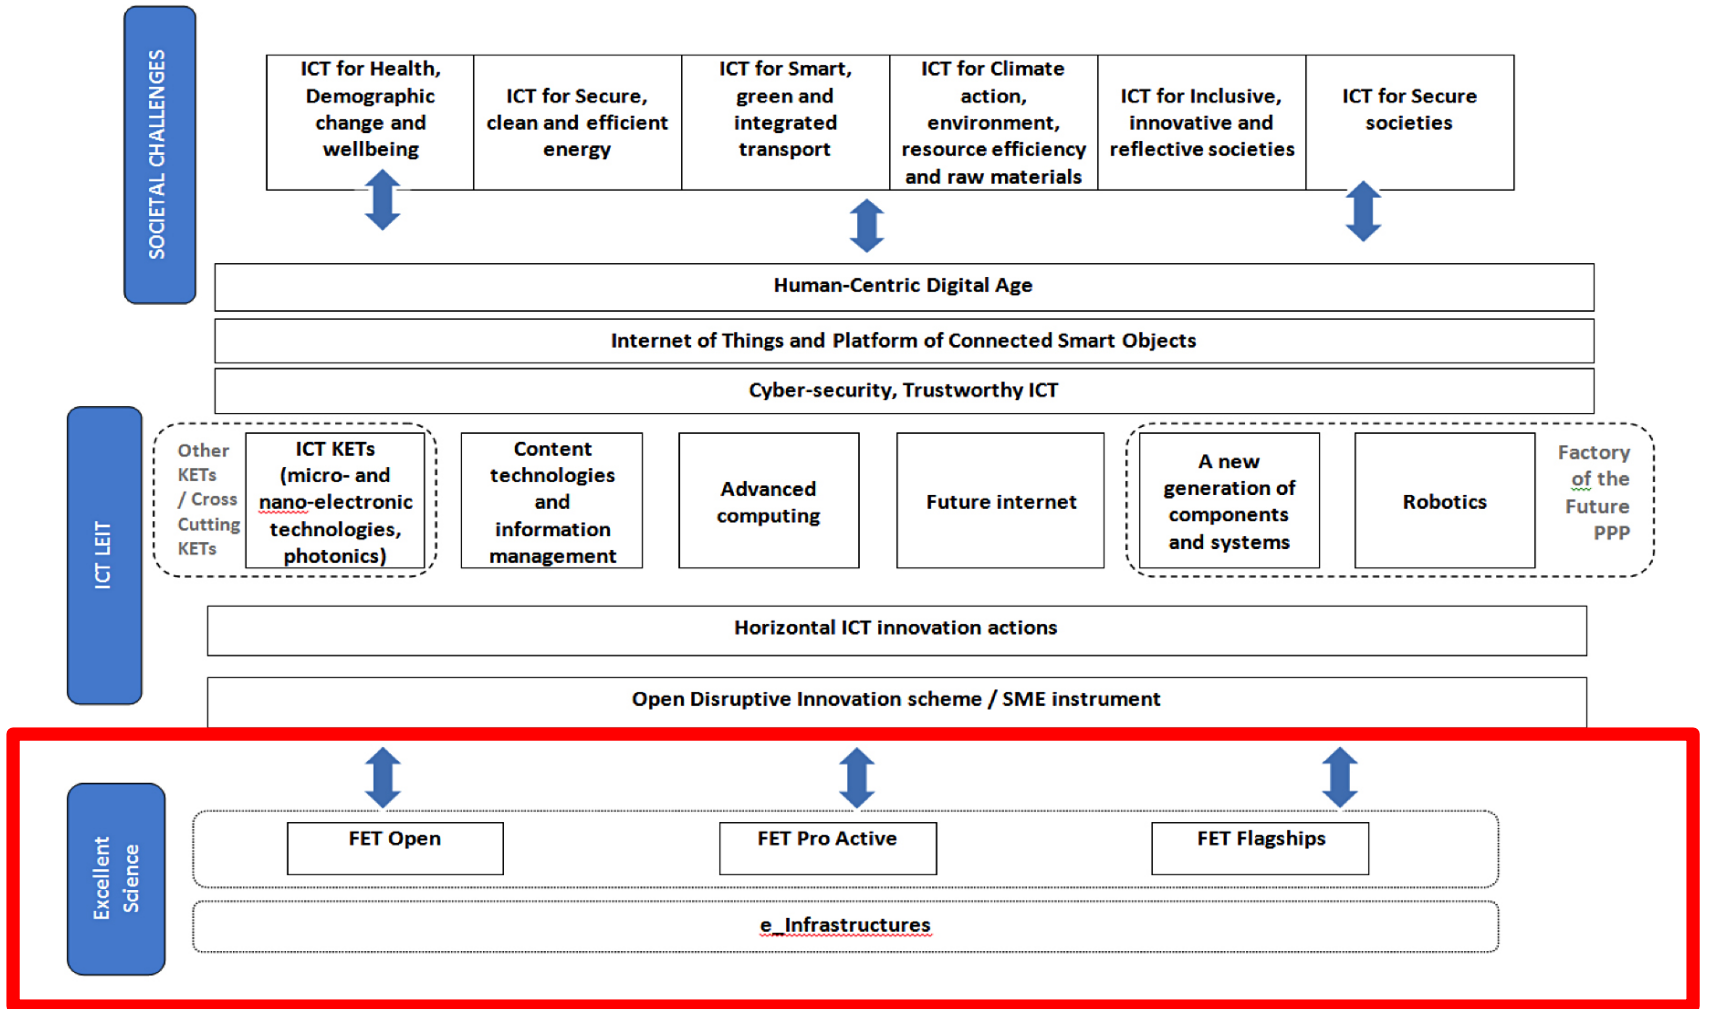 SOCIETAL CHALLENGES
ICT for Health,
Demographic
change and
wellbeing
ICT for Secure,
clean and efficient
energy
ICT for Smart,
green and
integrated
transport
ICT for Climate
action,
environment,
resource efficiency
and raw materials
ICT for Inclusive,
innovative and
reflective societies
ICT for Secure
societies
Human-Centric Digital Age
Internet of Things and Platform of Connected Smart Objects
Cyber-security, Trustworthy ICT
ICT LEIT
Other
KETs
/ Cross
Cutting
KETs
ICT KETs
(micro- and
nano-electronic
technologies,
photonics)
Content
technologies
and
information
management
Advanced
computing
Future internet
A new
generation of
components
and systems
Robotics
Factory
of the
Future
PPP
Horizontal ICT innovation actions
Open Disruptive Innovation scheme / SME instrument
Excellent
Science
FET Open
FET Pro Active
FET Flagships
e_Infrastructures